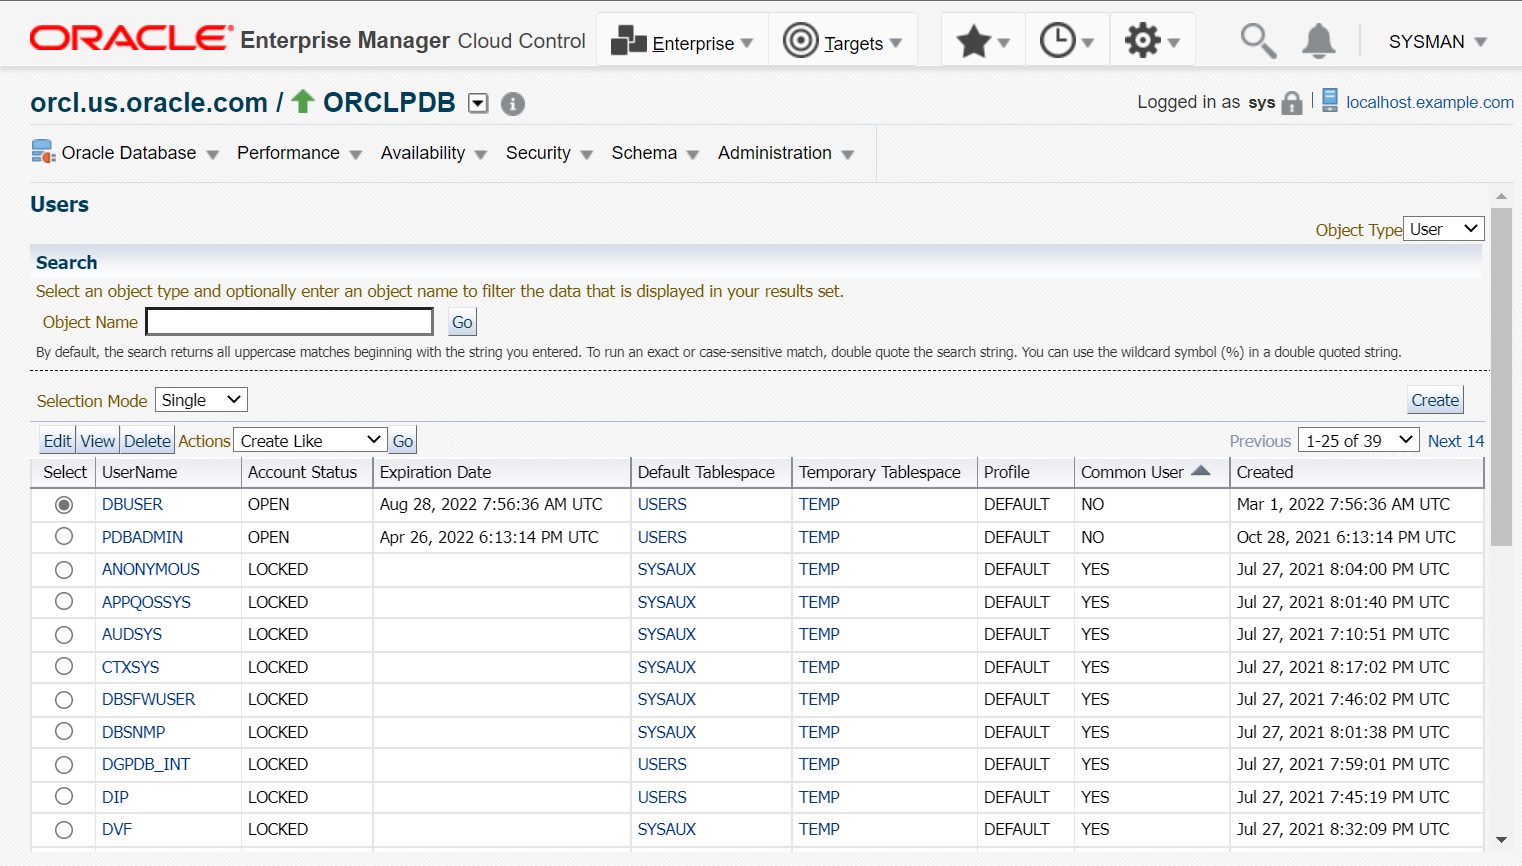 ORACLE Enterprise Manager Cloud Control Enterprise Targets SYSMAN
orcl.us.oracle.com / ORCLPDB Logged in as sys localhost.example.com
Oracle Database Performance Availability Security Schema Administration
Users
Object Type User
Search
Select an object type and optionally enter an object name to filter the data that is displayed in your results set.
Object Name Go
By default, the search returns all uppercase matches beginning with the string you entered. To run an exact or case-sensitive match, double quote the search string. You can use the wildcard symbol (%) in a double quoted string.
Selection Mode Single Create
Edit View Delete Actions Create Like Go Previous 1-25 of 39 Next 14
Select UserName Account Status Expiration Date Default Tablespace Temporary Tablespace Profile Common User Created
DBUSER OPEN Aug 28, 2022 7:56:36 AM UTC USERS TEMP DEFAULT NO Mar 1, 2022 7:56:36 AM UTC
PDBADMIN OPEN Apr 26, 2022 6:13:14 PM UTC USERS TEMP DEFAULT NO Oct 28, 2021 6:13:14 PM UTC
ANONYMOUS LOCKED SYSAUX TEMP DEFAULT YES Jul 27, 2021 8:04:00 PM UTC
APPQOSSYS LOCKED SYSAUX TEMP DEFAULT YES Jul 27, 2021 8:01:40 PM UTC
AUDSYS LOCKED SYSAUX TEMP DEFAULT YES Jul 27, 2021 7:10:51 PM UTC
CTXSYS LOCKED SYSAUX TEMP DEFAULT YES Jul 27, 2021 8:17:02 PM UTC
DBSFWUSER LOCKED SYSAUX TEMP DEFAULT YES Jul 27, 2021 7:46:02 PM UTC
DBSNMP LOCKED SYSAUX TEMP DEFAULT YES Jul 27, 2021 8:01:38 PM UTC
DGPDB_INT LOCKED USERS TEMP DEFAULT YES Jul 27, 2021 7:59:01 PM UTC
DIP LOCKED USERS TEMP DEFAULT YES Jul 27, 2021 7:45:19 PM UTC
DVF LOCKED SYSAUX TEMP DEFAULT YES Jul 27, 2021 8:32:09 PM UTC